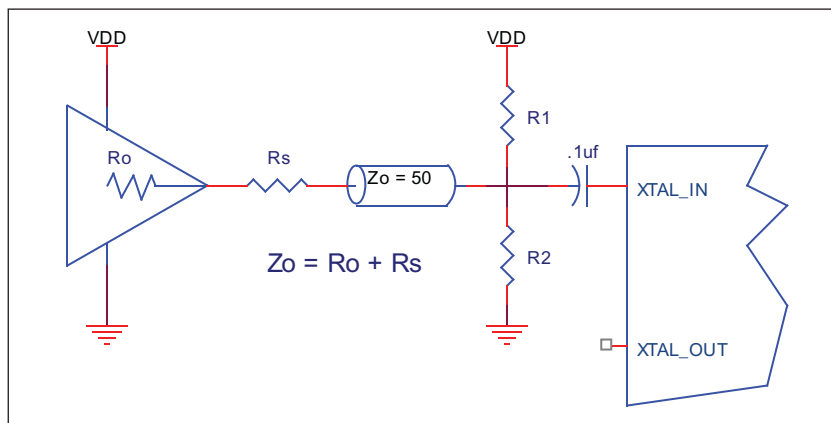 VDD
VDD
R1
Ro
Rs
.1uf
Zo = 50
XTAL_IN
Zo = Ro + Rs
R2
XTAL_OUT